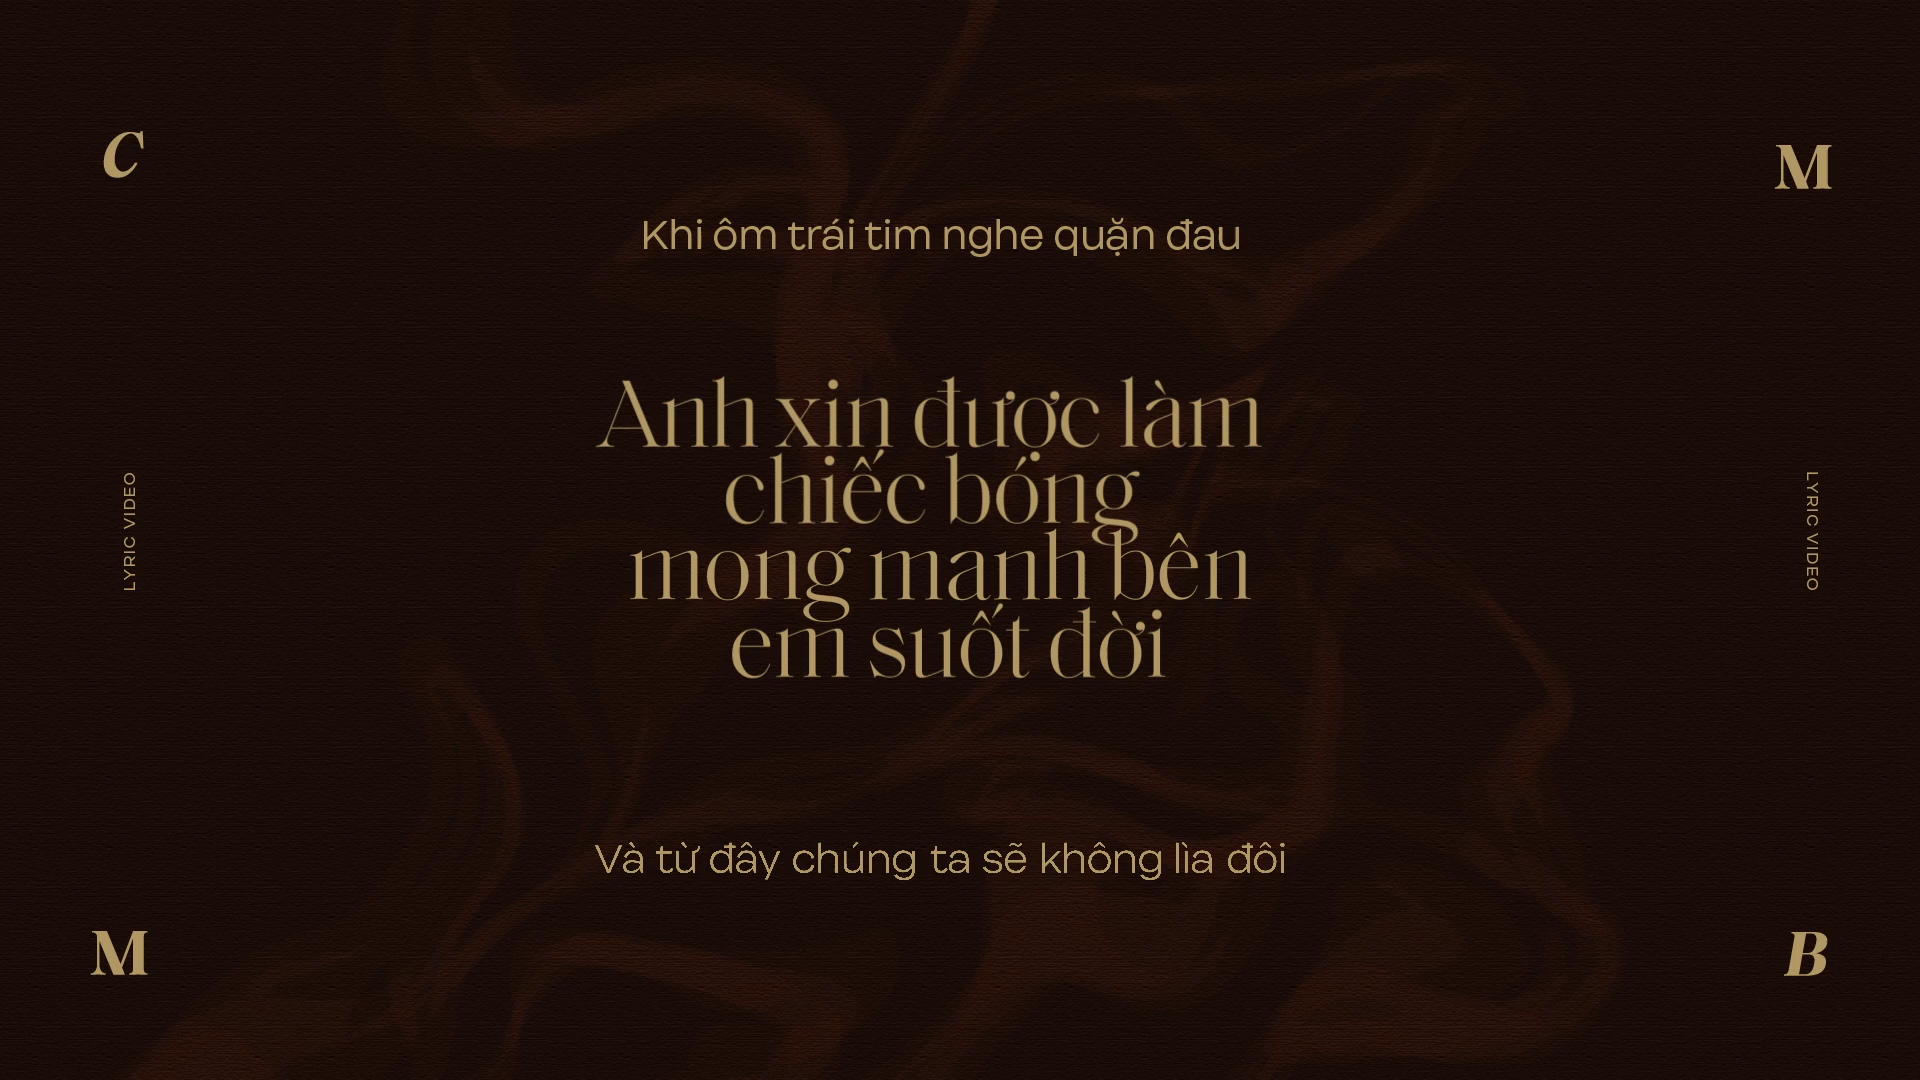 C
M
Khi ôm trái tim nghe quặn đau
Anh xin được làm
chiếc bóng
mong manh bên
em suốt đời
LYRIC VIDEO
LYRIC VIDEO
Và từ đây chúng ta sẽ không lìa đôi
M
B